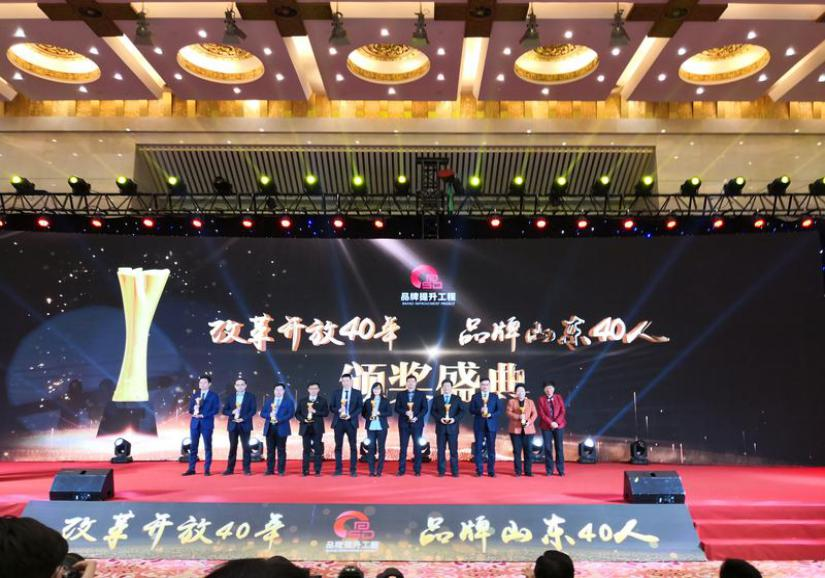 品牌提升工程
BRAND IMPROVEMENT PROJECT
改革开放40年 品牌山东40人
颁奖盛典
改革开放40年 品牌提升工程 品牌山东40人